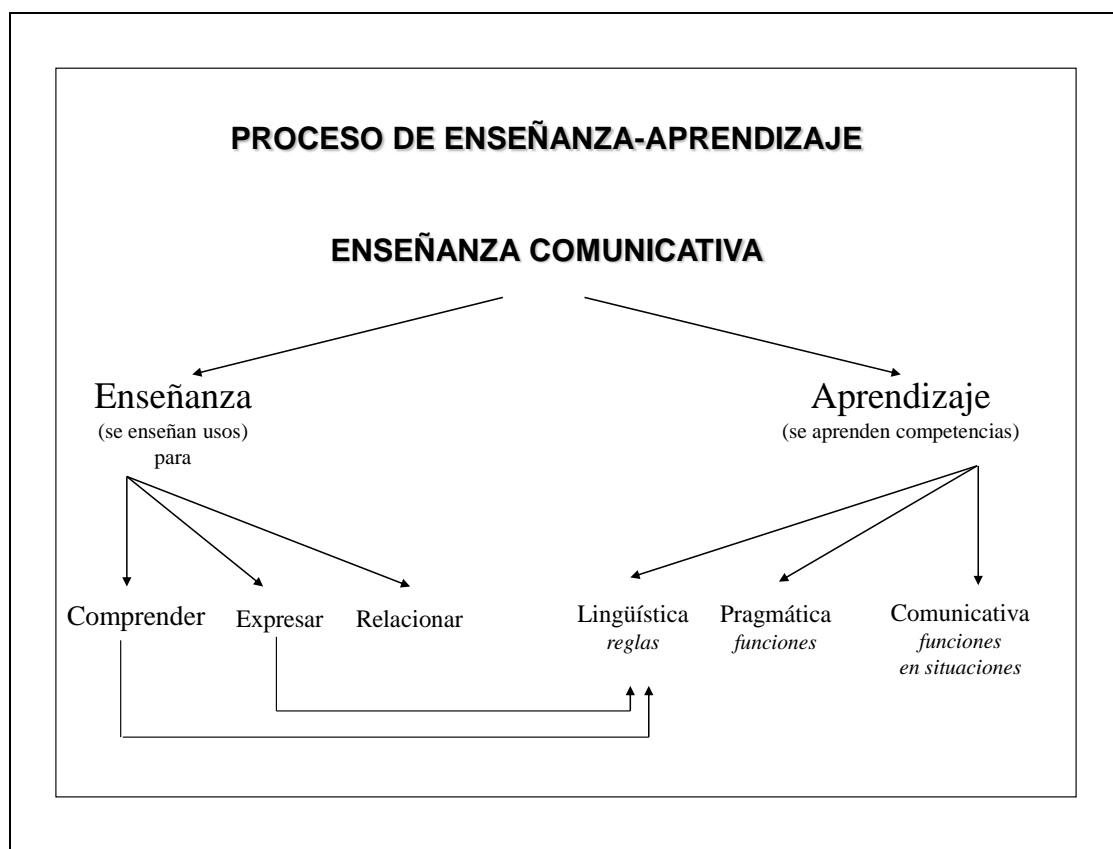 PROCESO DE ENSEÑANZA-APRENDIZAJE
ENSEÑANZA COMUNICATIVA
Enseñanza
(se enseñan usos)
para
Aprendizaje
(se aprenden competencias)
Comprender
Expresar
Relacionar
Lingüística
reglas
Pragmática
funciones
Comunicativa
funciones
en situaciones